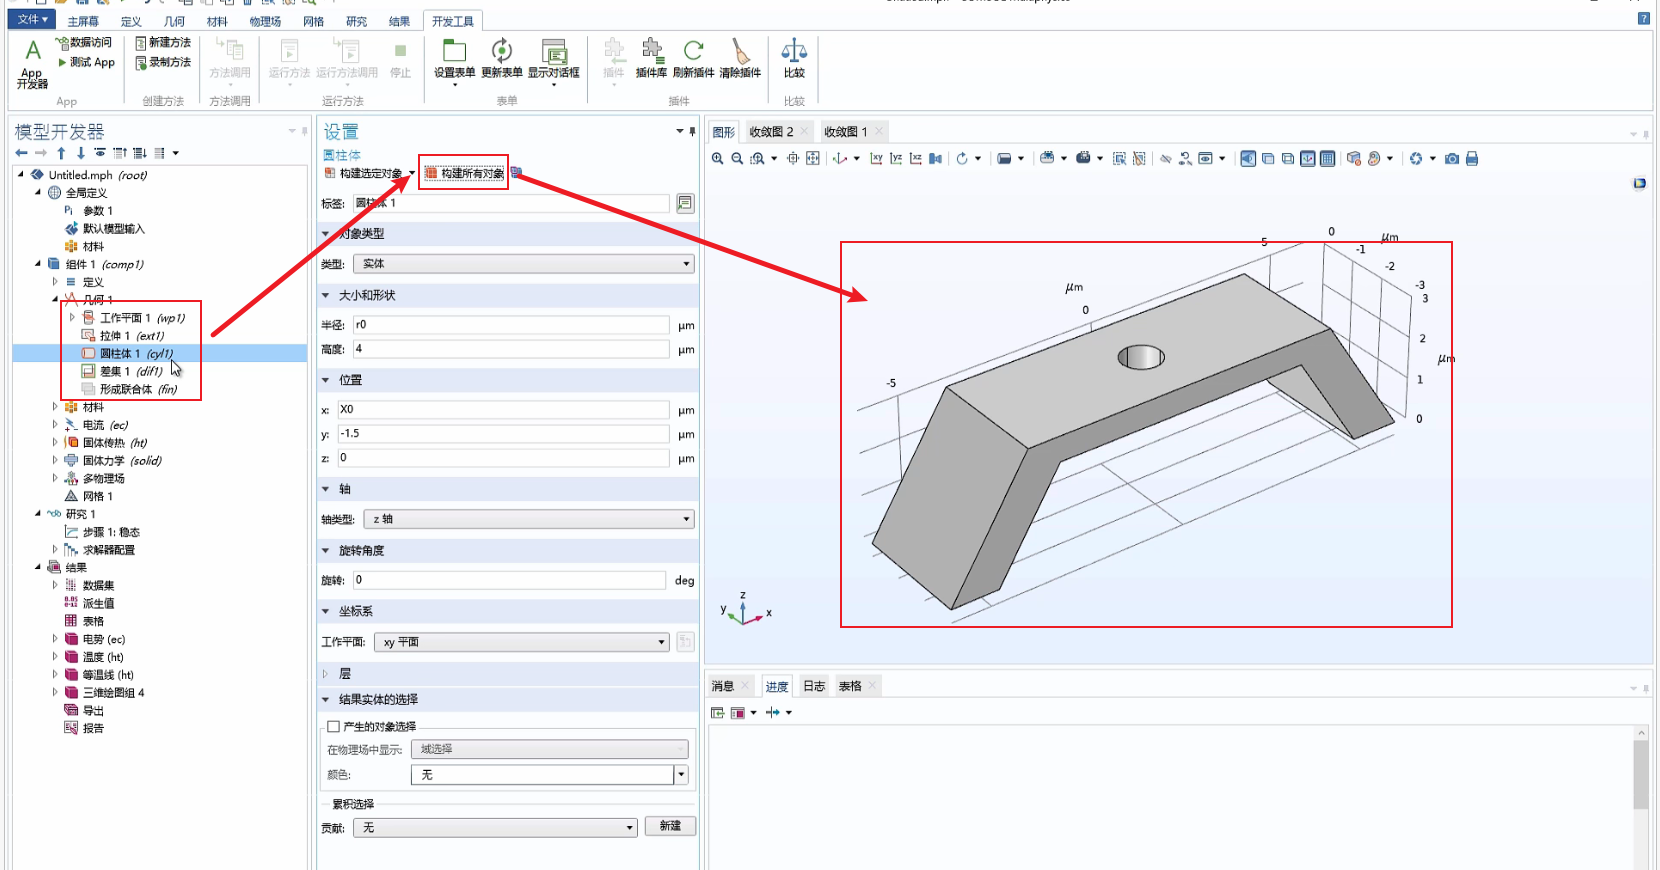 文件
主屏幕
定义
几何
材料
物理场
网格
研究
结果
开发工具
App
开发器
数据访问
测试 App
App
新建方法
录制方法
创建方法
方法调用
方法调用
运行方法
运行方法调用
停止
运行方法
设置表单
更新表单
显示对话框
表单
插件
插件库
刷新插件
清除插件
插件
比较
比较
模型开发器
Untitled.mph (root)
全局定义
参数 1
默认模型输入
材料
组件 1 (comp1)
定义
几何 1
工作平面 1 (wp1)
拉伸 1 (ext1)
圆柱体 1 (cyl1)
差集 1 (dif1)
形成联合体 (fin)
材料
电流 (ec)
固体传热 (ht)
固体力学 (solid)
多物理场
网格 1
研究 1
步骤 1: 稳态
求解器配置
结果
数据集
派生值
表格
电势 (ec)
温度 (ht)
等温线 (ht)
三维绘图组 4
导出
报告
设置
圆柱体
构建选定对象
构建所有对象
标签: 圆柱体 1
对象类型
类型: 实体
大小和形状
半径: r0 μm
高度: 4 μm
位置
x: X0 μm
y: -1.5 μm
z: 0 μm
轴
轴类型: z 轴
旋转角度
旋转: 0 deg
坐标系
工作平面: xy 平面
层
结果实体的选择
产生的对象选择
在物理场中显示: 域选择
颜色: 无
累积选择
贡献: 无 新建
图形
收敛图 2
收敛图 1
xy
yz
xz
0
-1
μm
-2
-3
5
μm
0
-5
3
2
μm
1
0
z
y
x
消息
进度
日志
表格